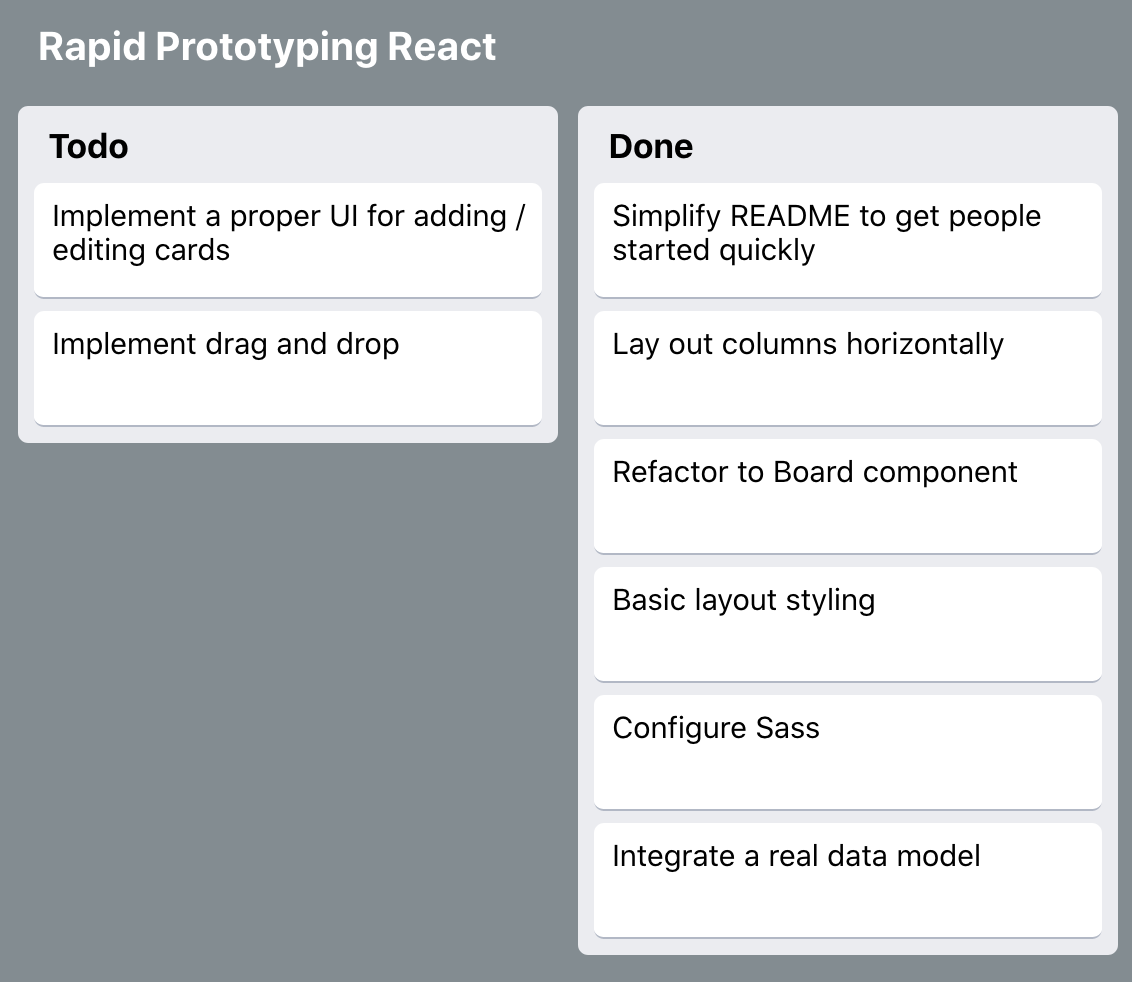 Rapid Prototyping React
Todo
Implement a proper UI for adding /
editing cards
Implement drag and drop
Done
Simplify README to get people
started quickly
Lay out columns horizontally
Refactor to Board component
Basic layout styling
Configure Sass
Integrate a real data model